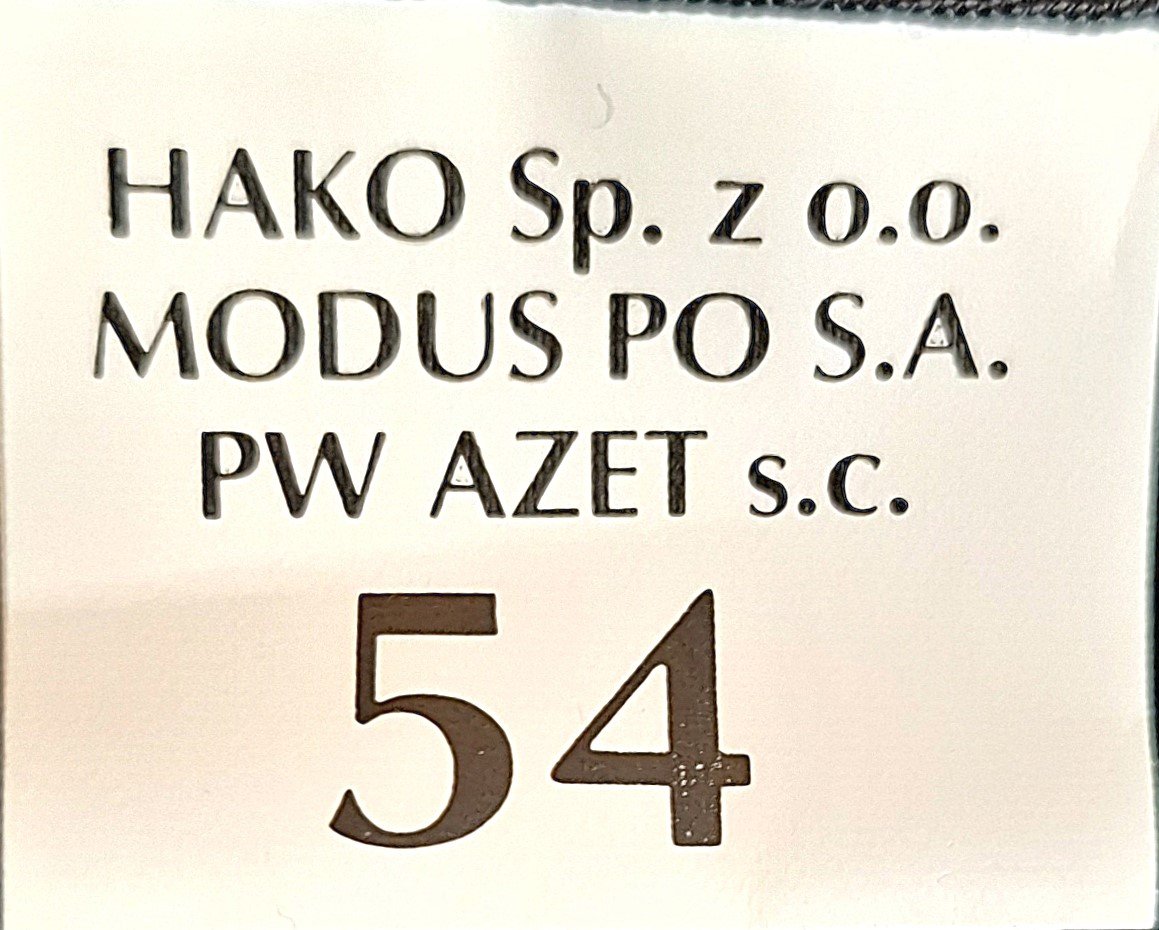 HAKO Sp. z o.o.
MODUS PO S.A.
PW AZET s.c.
54